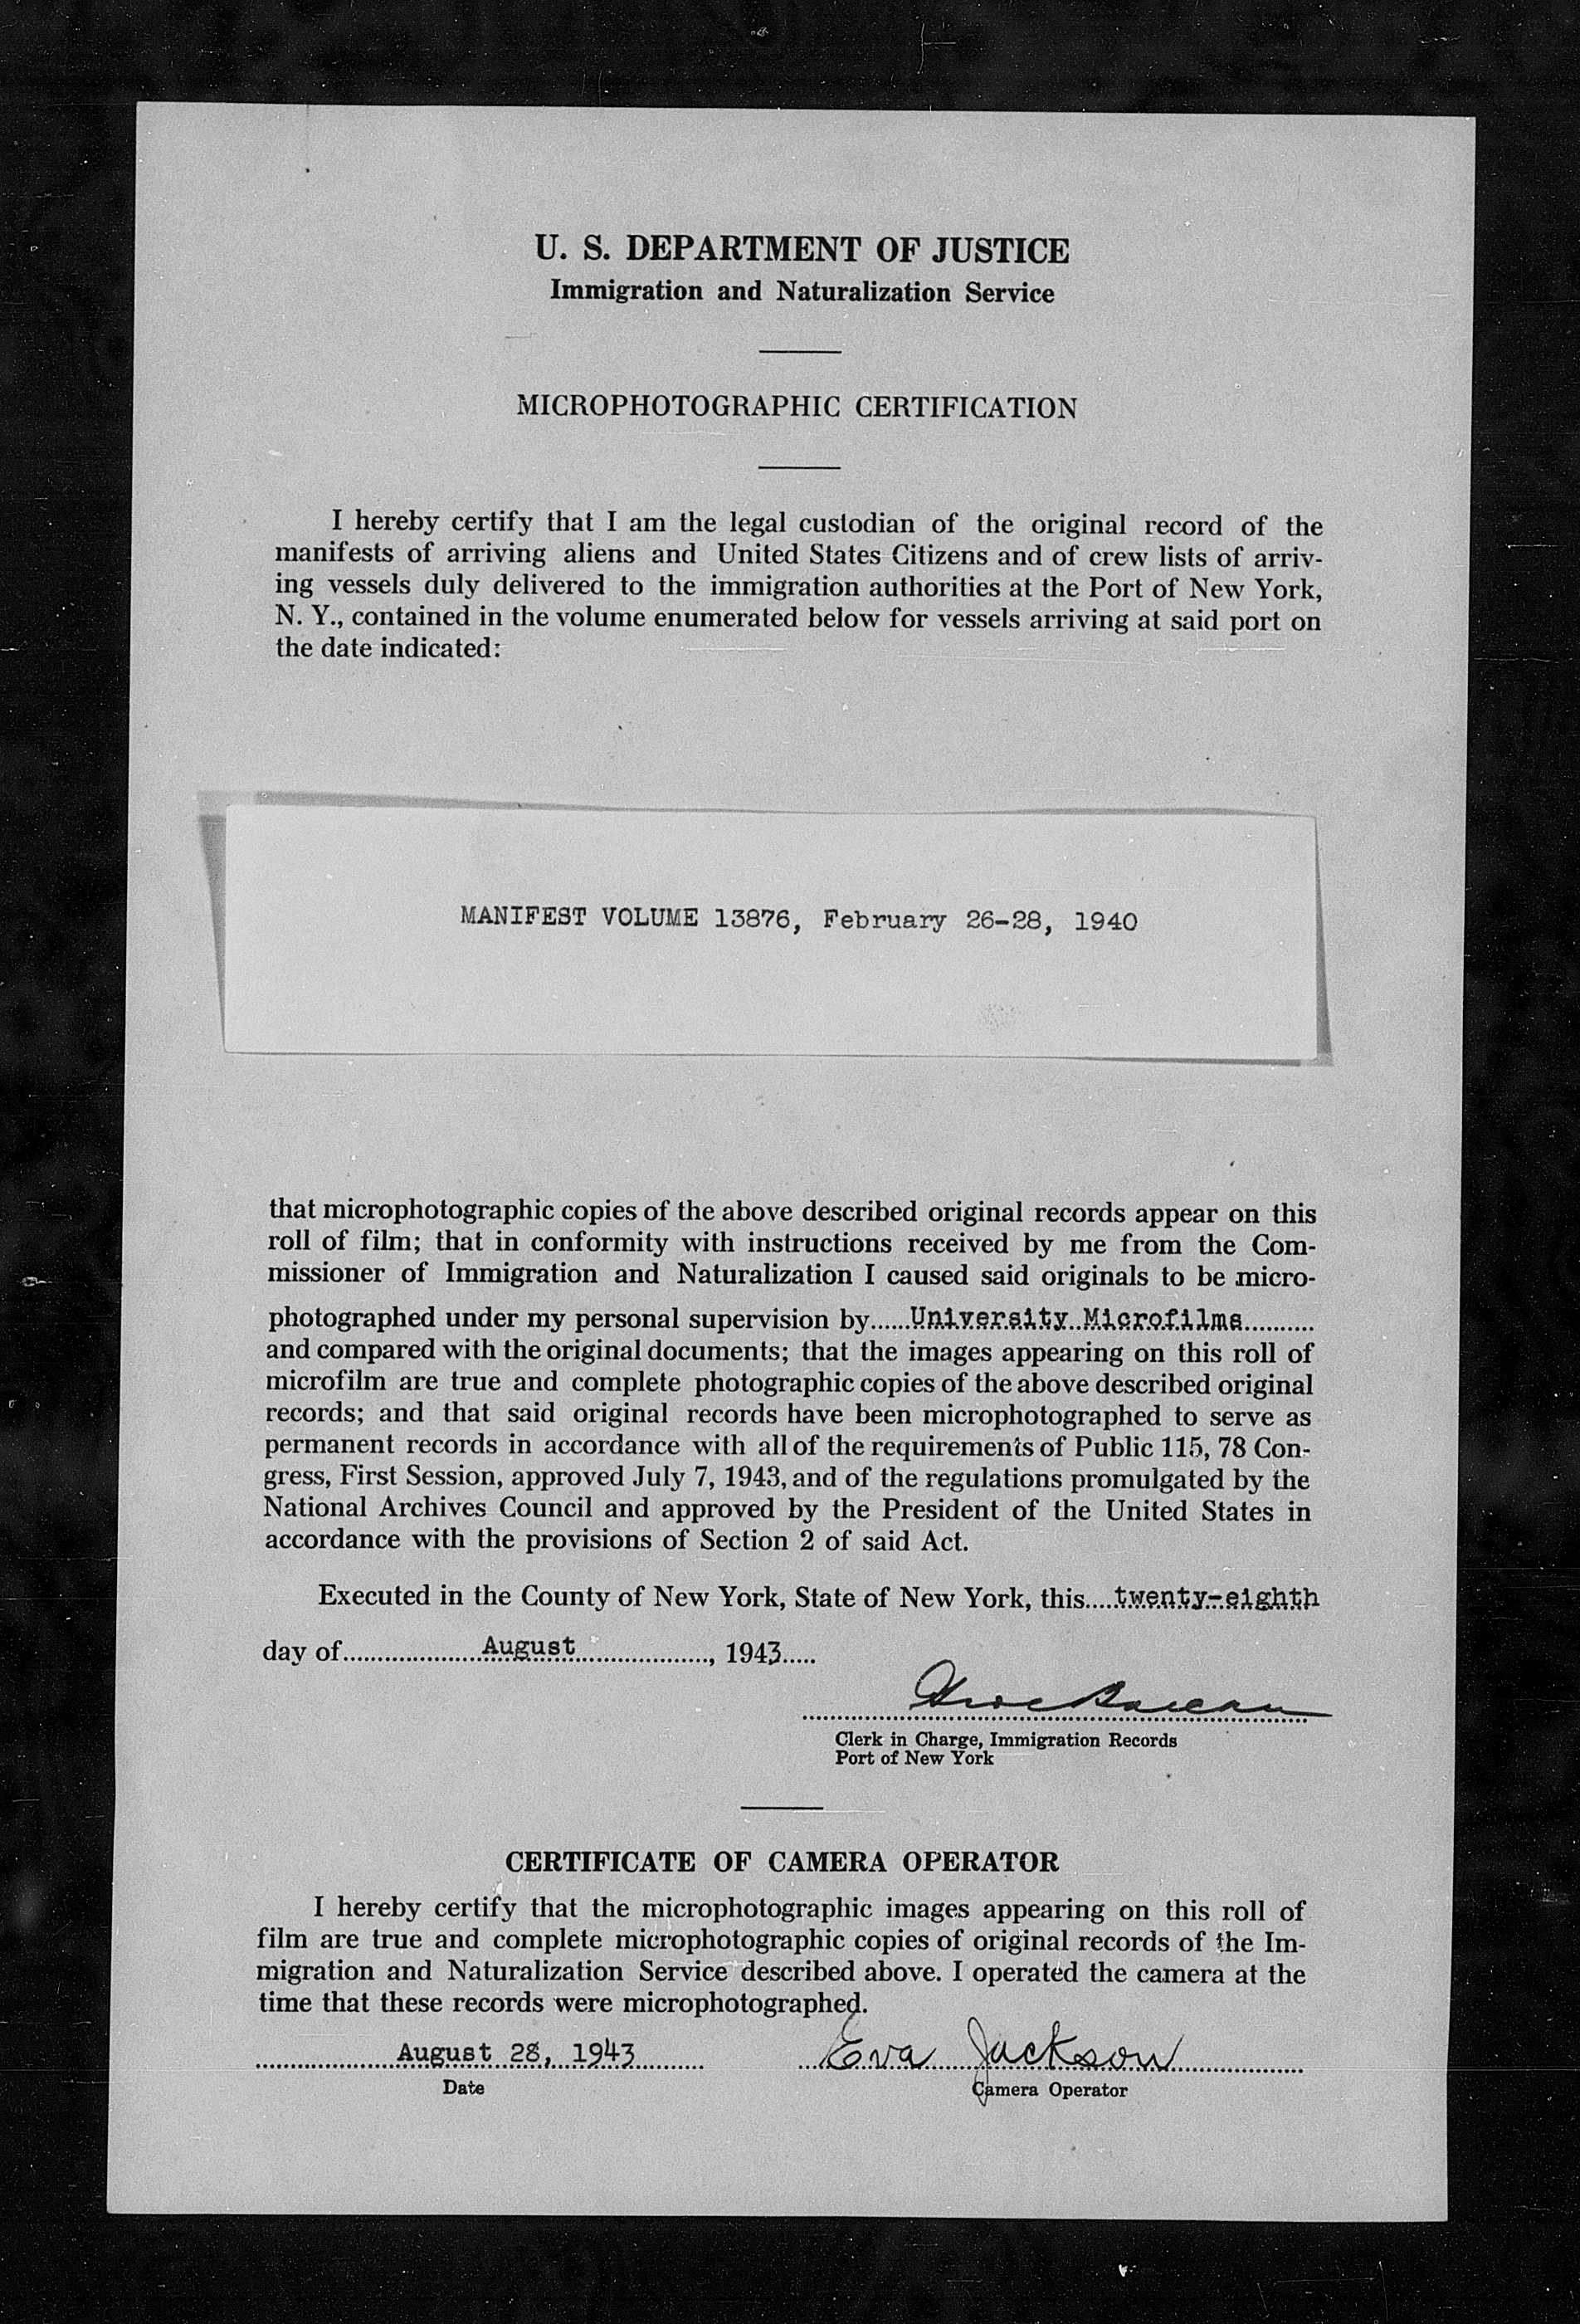 U. S. DEPARTMENT OF JUSTICE
Immigration and Naturalization Service
MICROPHOTOGRAPHIC CERTIFICATION
I hereby certify that I am the legal custodian of the original record of the
manifests of arriving aliens and United States Citizens and of crew lists of arriv-
ing vessels duly delivered to the immigration authorities at the Port of New York,
N. Y., contained in the volume enumerated below for vessels arriving at said port on
the date indicated:
MANIFEST VOLUME 13876, February 26-28, 1940
that microphotographic copies of the above described original records appear on this
roll of film; that in conformity with instructions received by me from the Com-
missioner of Immigration and Naturalization I caused said originals to be micro-
photographed under my personal supervision by......University Microfilms..........
and compared with the original documents; that the images appearing on this roll of
microfilm are true and complete photographic copies of the above described original
records; and that said original records have been microphotographed to serve as
permanent records in accordance with all of the requirements of Public 115, 78 Con-
gress, First Session, approved July 7, 1943, and of the regulations promulgated by the
National Archives Council and approved by the President of the United States in
accordance with the provisions of Section 2 of said Act.
Executed in the County of New York, State of New York, this....twenty-eighth
day of.....................August...................., 1943.....
Clerk in Charge, Immigration Records
Port of New York
CERTIFICATE OF CAMERA OPERATOR
I hereby certify that the microphotographic images appearing on this roll of
film are true and complete microphotographic copies of original records of the Im-
migration and Naturalization Service described above. I operated the camera at the
time that these records were microphotographed.
August 28, 1943 Eva Jackson
Date Camera Operator